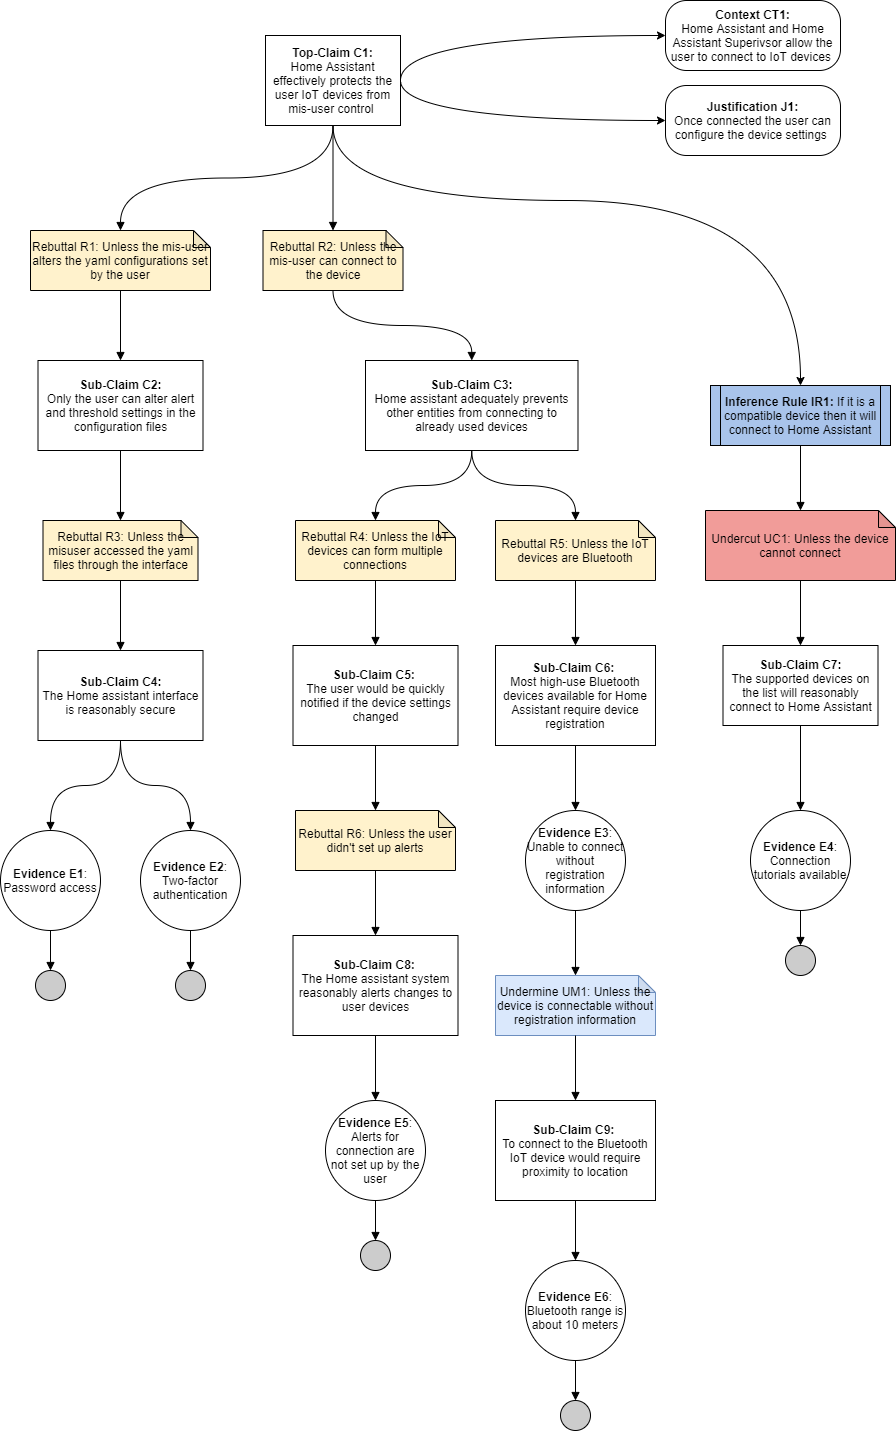 Context CT1:
Home Assistant and Home
Assistant Superivsor allow the
user to connect to IoT devices
Top-Claim C1:
Home Assistant
effectively protects the
user IoT devices from
mis-user control
Justification J1:
Once connected the user can
configure the device settings
Rebuttal R1: Unless the mis-user
alters the yaml configurations set
by the user
Rebuttal R2: Unless the
mis-user can connect to
the device
Sub-Claim C2:
Only the user can alter alert
and threshold settings in the
configuration files
Sub-Claim C3:
Home assistant adequately prevents
other entities from connecting to
already used devices
Inference Rule IR1: If it is a
compatible device then it will
connect to Home Assistant
Rebuttal R3: Unless the
misuser accessed the yaml
files through the interface
Rebuttal R4: Unless the IoT
devices can form multiple
connections
Rebuttal R5: Unless the IoT
devices are Bluetooth
Undercut UC1: Unless the device
cannot connect
Sub-Claim C4:
The Home assistant interface
is reasonably secure
Sub-Claim C5:
The user would be quickly
notified if the device settings
changed
Sub-Claim C6:
Most high-use Bluetooth
devices available for Home
Assistant require device
registration
Sub-Claim C7:
The supported devices on
the list will reasonably
connect to Home Assistant
Evidence E1:
Password access
Evidence E2:
Two-factor
authentication
Rebuttal R6: Unless the user
didn't set up alerts
Evidence E3:
Unable to connect
without
registration
information
Evidence E4:
Connection
tutorials available
Sub-Claim C8:
The Home assistant system
reasonably alerts changes to
user devices
Undermine UM1: Unless the
device is connectable without
registration information
Evidence E5:
Alerts for
connection are
not set up by the
user
Sub-Claim C9:
To connect to the Bluetooth
IoT device would require
proximity to location
Evidence E6:
Bluetooth range is
about 10 meters